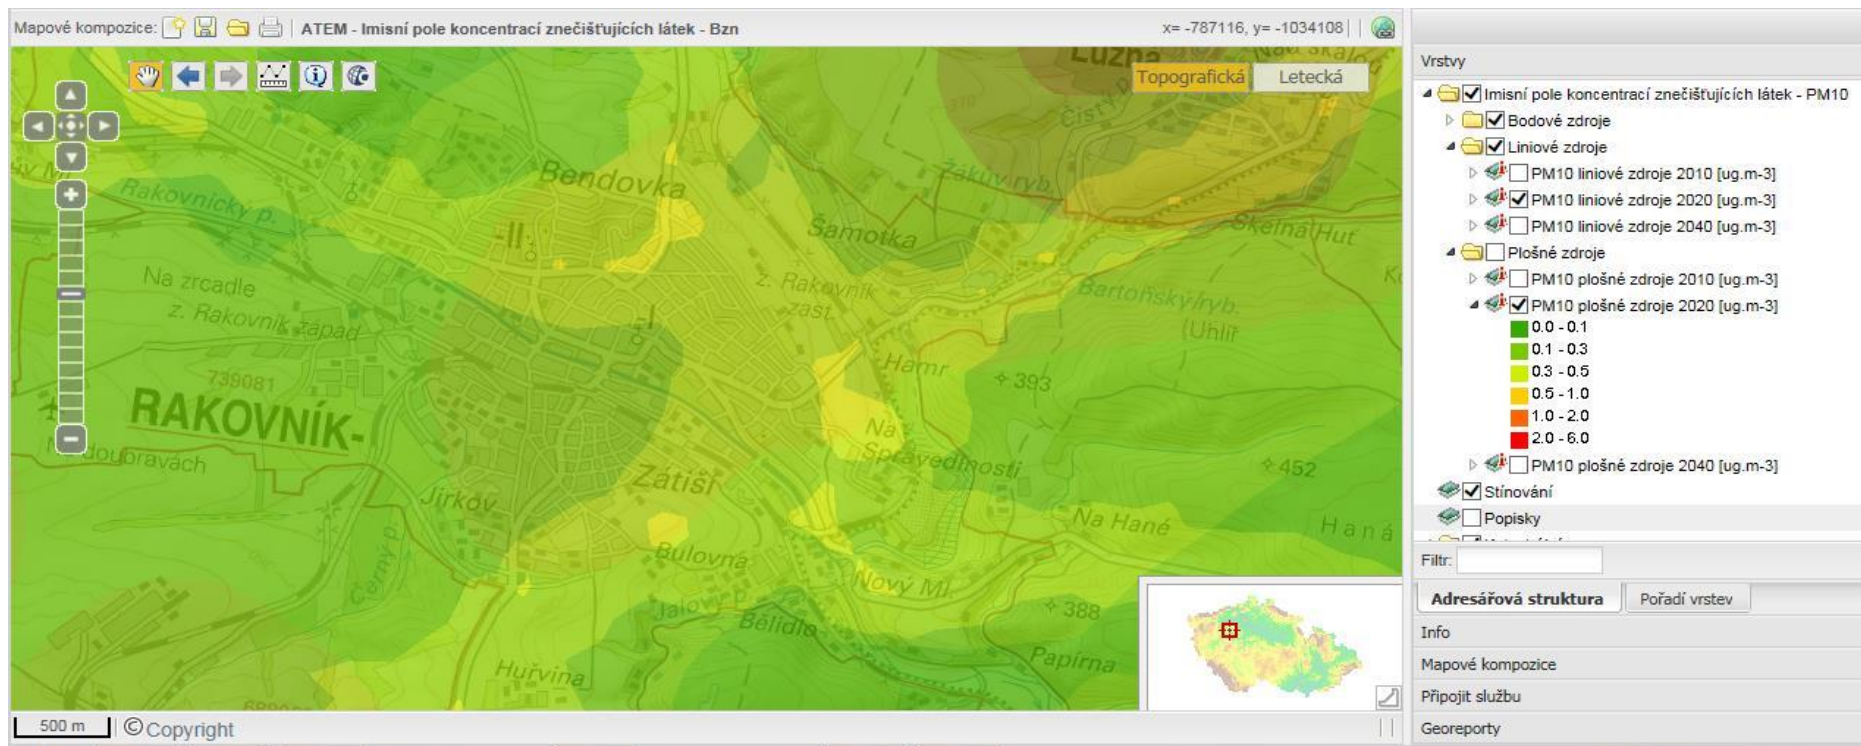 Mapové kompozice:
ATEM - Imisní pole koncentrací znečišťujících látek - Bzn
x= -787116, y= -1034108
Topografická
Letecká
Lužná
Čistý p.
Žákův ryb.
Bendovka
Rakovnický p.
Šamotka
Skelná Huť
-II
Na zrcadle
z. Rakovník západ
z. Rakovník
zast.
Bartoňský ryb.
(Uhlíř
-I
Hamr
393
739081
RAKOVNÍK-
Na
Spravedlnosti
452
Zátiší
Jirkov
Na Hané
Haná
Černý p.
Bulovna
Nový Ml.
Jalový p.
Bělidlo
388
Papírna
Huřvina
500 m
© Copyright
Vrstvy
Imisní pole koncentrací znečišťujících látek - PM10
Bodové zdroje
Liniové zdroje
PM10 liniové zdroje 2010 [ug.m-3]
PM10 liniové zdroje 2020 [ug.m-3]
PM10 liniové zdroje 2040 [ug.m-3]
Plošné zdroje
PM10 plošné zdroje 2010 [ug.m-3]
PM10 plošné zdroje 2020 [ug.m-3]
0.0 - 0.1
0.1 - 0.3
0.3 - 0.5
0.5 - 1.0
1.0 - 2.0
2.0 - 6.0
PM10 plošné zdroje 2040 [ug.m-3]
Stínování
Popisky
Filtr:
Adresářová struktura
Pořadí vrstev
Info
Mapové kompozice
Připojit službu
Georeporty